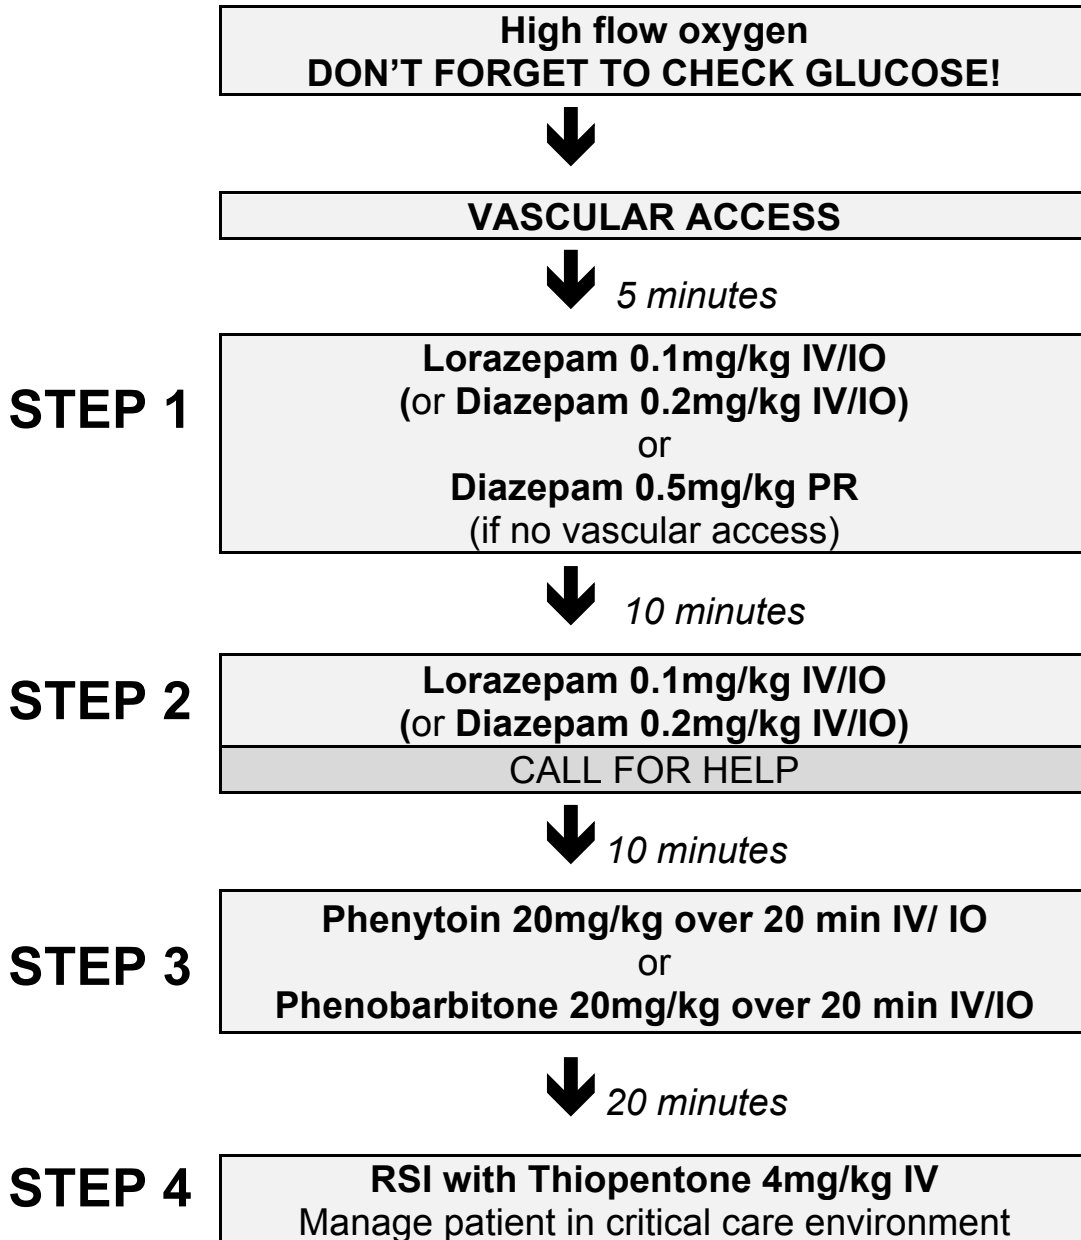 High flow oxygen
DON’T FORGET TO CHECK GLUCOSE!
VASCULAR ACCESS
5 minutes
STEP 1
Lorazepam 0.1mg/kg IV/IO
(or Diazepam 0.2mg/kg IV/IO)
or
Diazepam 0.5mg/kg PR
(if no vascular access)
10 minutes
STEP 2
Lorazepam 0.1mg/kg IV/IO
(or Diazepam 0.2mg/kg IV/IO)
CALL FOR HELP
10 minutes
STEP 3
Phenytoin 20mg/kg over 20 min IV/ IO
or
Phenobarbitone 20mg/kg over 20 min IV/IO
20 minutes
STEP 4
RSI with Thiopentone 4mg/kg IV
Manage patient in critical care environment